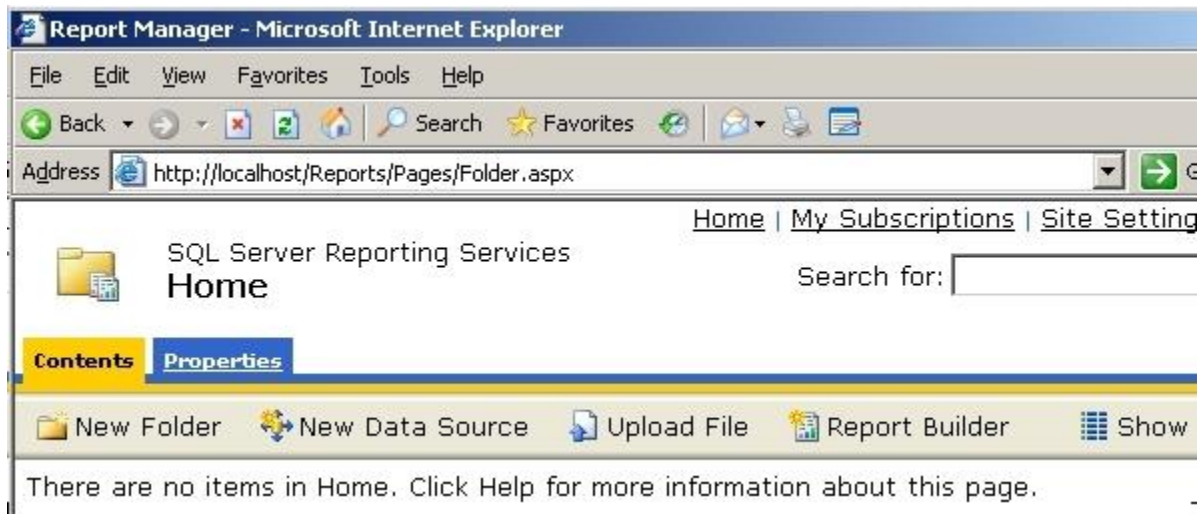 Report Manager - Microsoft Internet Explorer
File Edit View Favorites Tools Help
Back Search Favorites
Address http://localhost/Reports/Pages/Folder.aspx G
Home | My Subscriptions | Site Setting
SQL Server Reporting Services
Home
Search for:
Contents Properties
New Folder New Data Source Upload File Report Builder Show
There are no items in Home. Click Help for more information about this page.